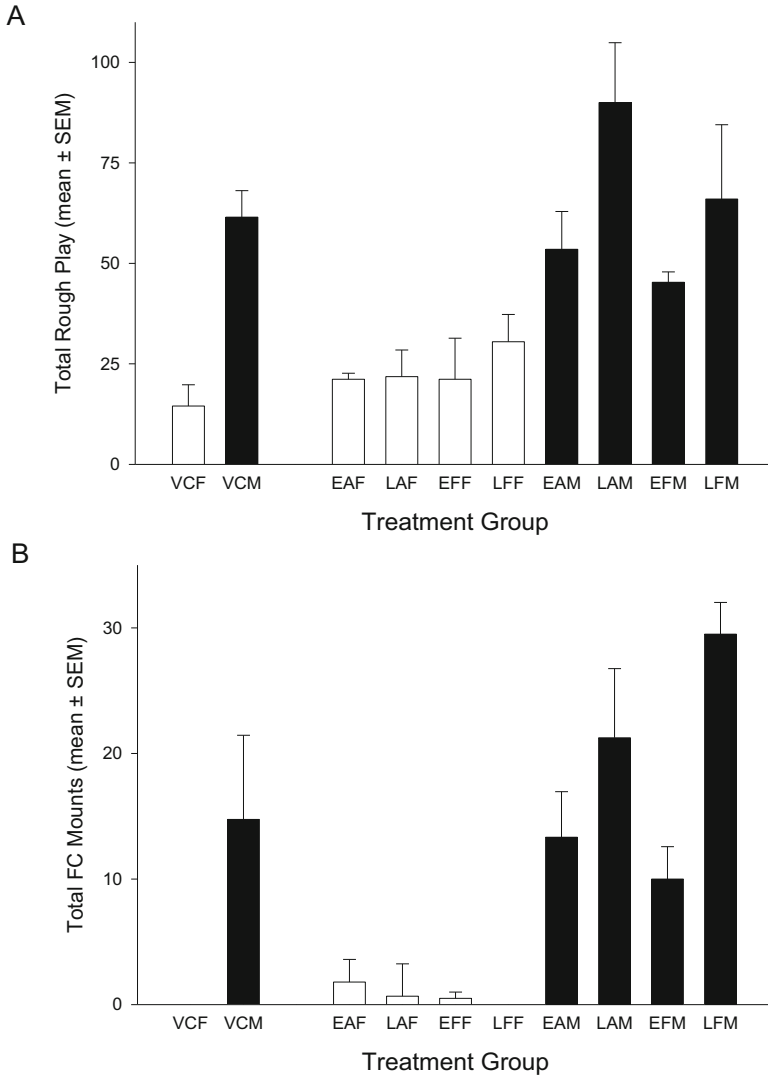 A
Total Rough Play (mean ± SEM)
100
75
50
25
0
VCF VCM EAF LAF EFF LFF EAM LAM EFM LFM
Treatment Group
B
Total FC Mounts (mean ± SEM)
30
20
10
0
VCF VCM EAF LAF EFF LFF EAM LAM EFM LFM
Treatment Group